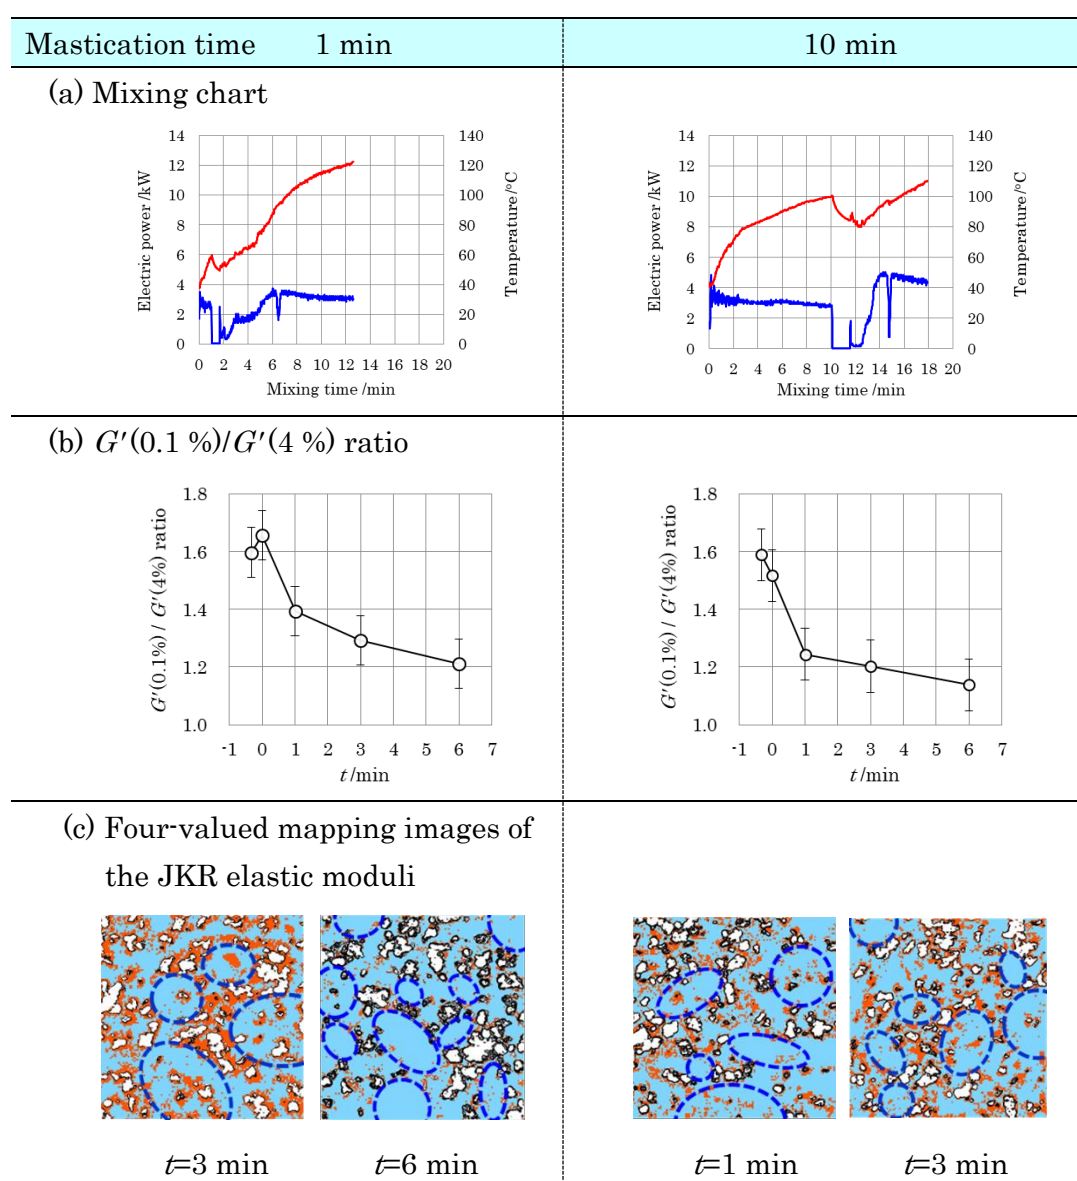 Mastication time 1 min 10 min
(a) Mixing chart
14
12
10
8
6
4
2
0
Electric power /kW
140
120
100
80
60
40
20
0
Temperature /°C
0 2 4 6 8 10 12 14 16 18 20
Mixing time /min
14
12
10
8
6
4
2
0
Electric power /kW
140
120
100
80
60
40
20
0
Temperature /°C
0 2 4 6 8 10 12 14 16 18 20
Mixing time /min
(b) G′(0.1 %)/G′(4 %) ratio
1.8
1.6
1.4
1.2
1.0
G′(0.1%) / G′(4%) ratio
-1 0 1 2 3 4 5 6 7
t /min
1.8
1.6
1.4
1.2
1.0
G′(0.1%) / G′(4%) ratio
-1 0 1 2 3 4 5 6 7
t /min
(c) Four-valued mapping images of
the JKR elastic moduli
t=3 min t=6 min t=1 min t=3 min